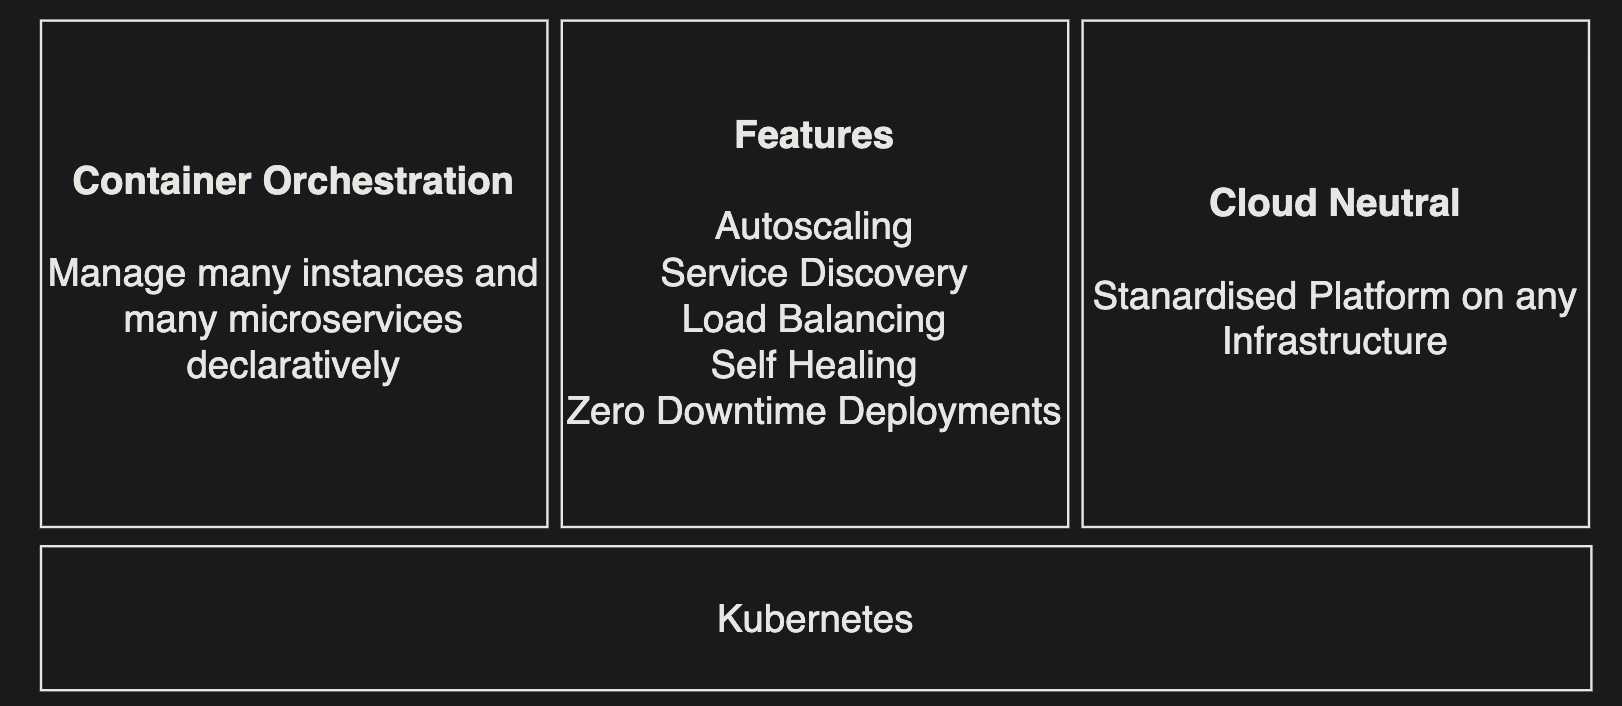 Container Orchestration
Manage many instances and
many microservices
declaratively
Features
Autoscaling
Service Discovery
Load Balancing
Self Healing
Zero Downtime Deployments
Cloud Neutral
Stanardised Platform on any
Infrastructure
Kubernetes